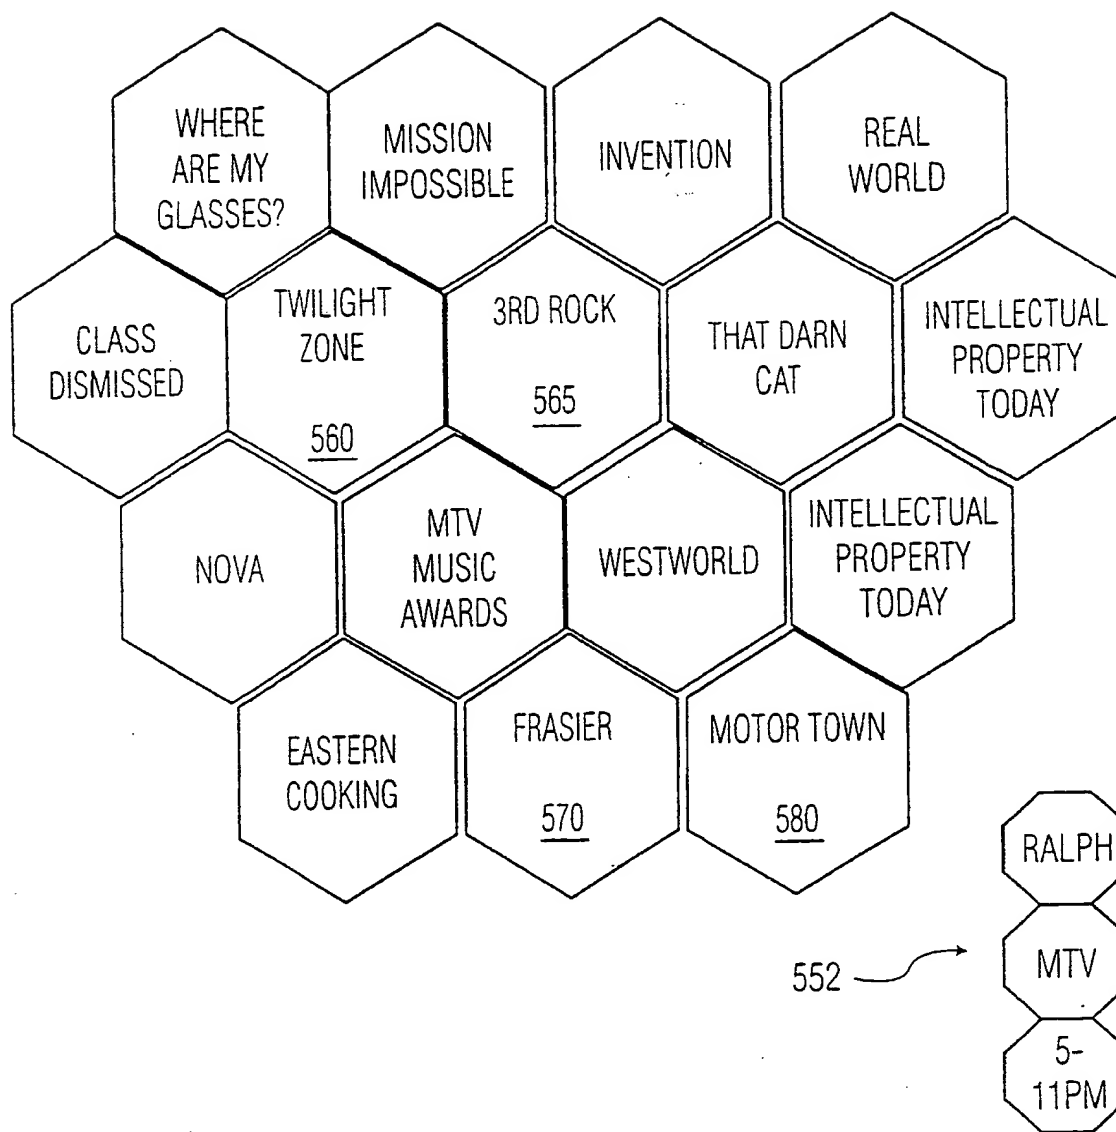 WHERE
ARE MY
GLASSES?
MISSION
IMPOSSIBLE
INVENTION
REAL
WORLD
CLASS
DISMISSED
TWILIGHT
ZONE
560
3RD ROCK
565
THAT DARN
CAT
INTELLECTUAL
PROPERTY
TODAY
NOVA
MTV
MUSIC
AWARDS
WESTWORLD
INTELLECTUAL
PROPERTY
TODAY
EASTERN
COOKING
FRASIER
570
MOTOR TOWN
580
RALPH
552
MTV
5-
11PM